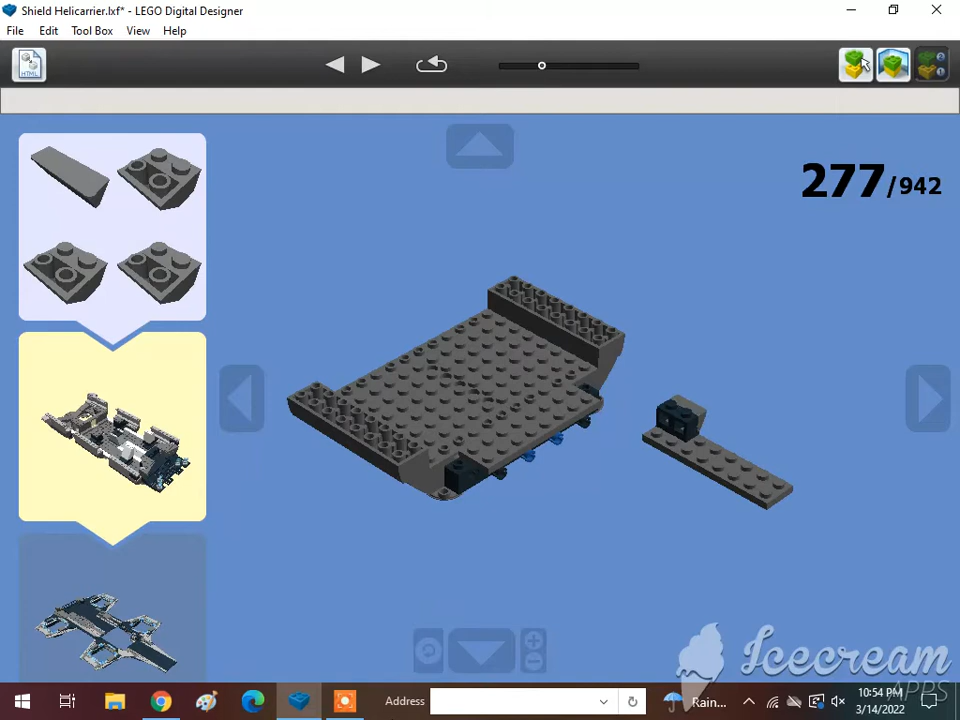 Shield Helicarrier.lxf* - LEGO Digital Designer
File Edit Tool Box View Help
HTML
277/942
Icecream
APPS
Address
Rain...
10:54 PM
3/14/2022